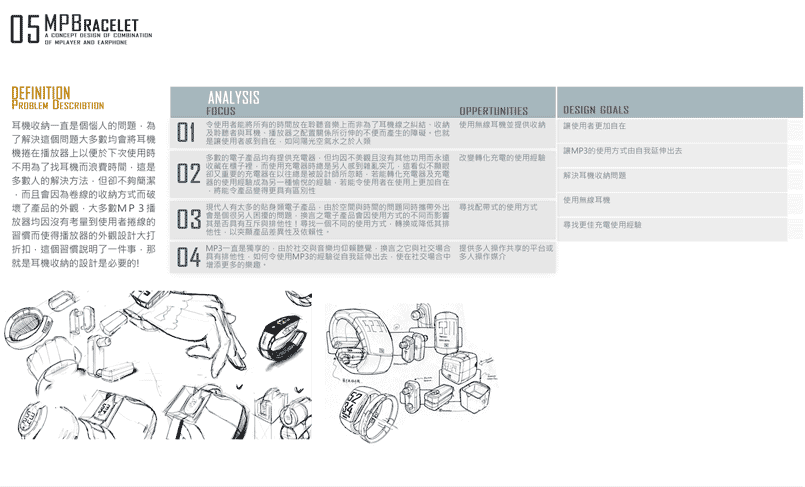 05 MPBRACELET
A CONCEPT DESIGN OF COMBINATION
OF MPLAYER AND EARPHONE
DEFINITION
PROBLEM DESCRIBTION
耳機收納一直是個惱人的問題，為
了解決這個問題大多數均會將耳機
機捲在播放器上以便於下次使用時
不用為了找耳機而浪費時間，這是
多數人的解決方法，但卻不夠簡潔
，而且會因為卷線的收納方式而破
壞了產品的外觀，大多數MP3播
放器均因沒有考量到使用者捲線的
習慣而使得播放器的外觀設計大打
折扣，這個習慣說明了一件事，那
就是耳機收納的設計是必要的!
ANALYSIS
FOCUS
OPPERTUNITIES
01
令使用者能將所有的時間放在聆聽音樂上而非為了耳機線之糾結、收納
及聆聽者與耳機、播放器之配置關係所衍伸的不便而產生的障礙。也就
是讓使用者感到自在，如同陽光空氣水之於人類
使用無線耳機並提供收納
02
多數的電子產品均有提供充電器，但均因不美觀且沒有其他功用而永遠
收藏在櫃子裡，而使用充電器時總是另人感到雜亂突兀，這看似不顯眼
卻又重要的充電器在以往總是被設計師所忽略，若能轉化充電器及充電
器的使用經驗成為另一種愉悅的經驗，若能令使用者在使用上更加自在
，將能令產品變得更具有區別性
改變轉化充電的使用經驗
03
現代人有太多的貼身類電子產品，由於空間與時間的問題同時攜帶外出
會是個很另人困擾的問題，換言之電子產品會因使用方式的不同而影響
其是否具有互斥與排他性！尋找一個不同的使用方式，轉換或降低其排
他性，以突顯產品差異性及依賴性。
尋找配帶式的使用方式
04
MP3一直是獨享的，由於社交與音樂均仰賴聽覺，換言之它與社交場合
具有排他性，如何令使用MP3的經驗從自我延伸出去，使在社交場合中
增添更多的樂趣。
提供多人操作共享的平台或
多人操作媒介
DESIGN GOALS
讓使用者更加自在
讓MP3的使用方式由自我延伸出去
解決耳機收納問題
使用無線耳機
尋找更佳充電使用經驗